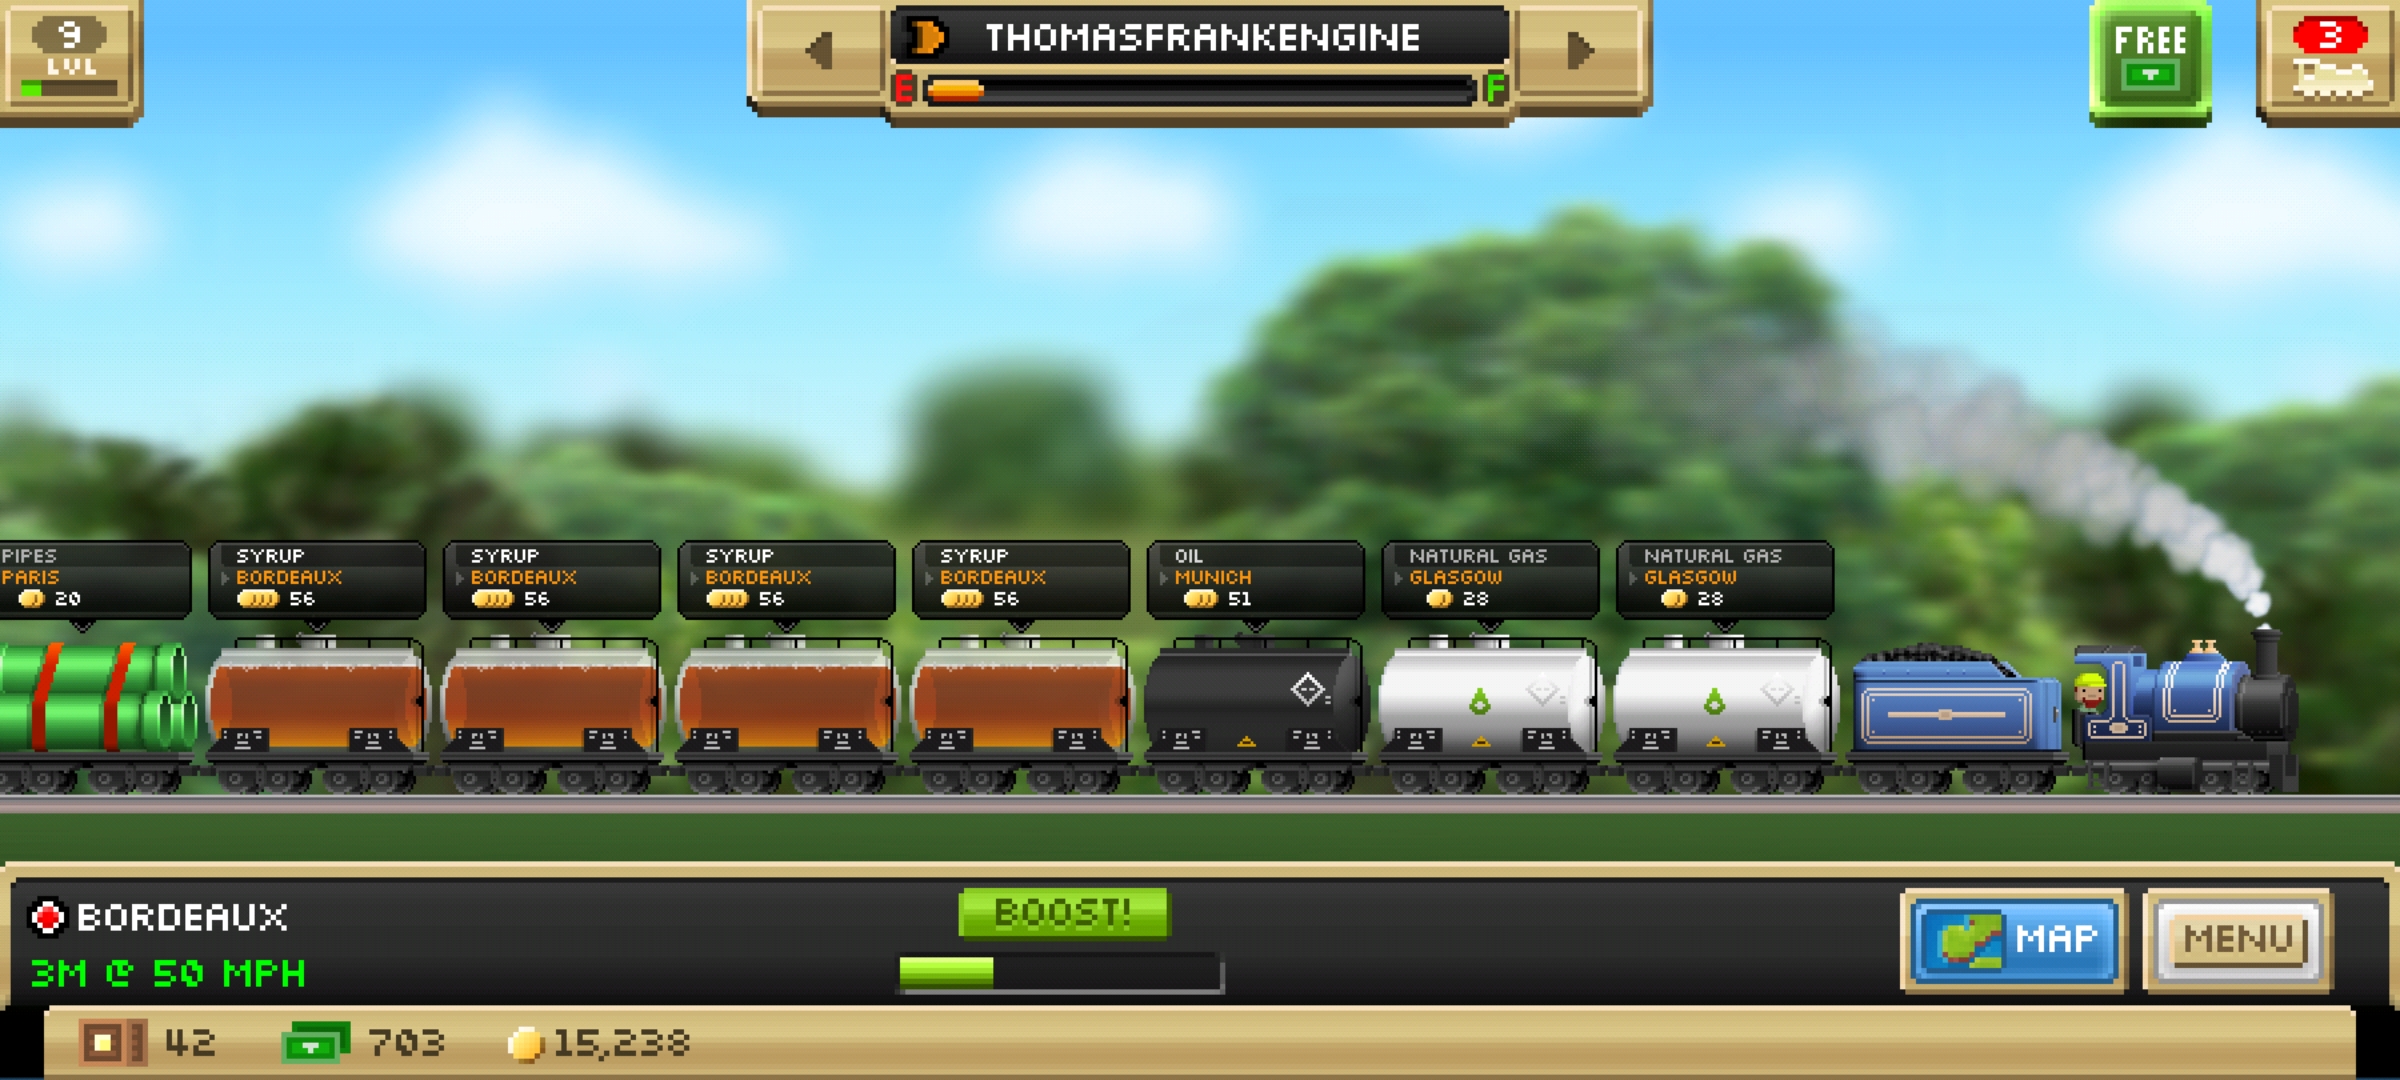 9
LVL
THOMASFRANKENGINE
E F
FREE
3
PIPES
PARIS
20
SYRUP
BORDEAUX
56
SYRUP
BORDEAUX
56
SYRUP
BORDEAUX
56
SYRUP
BORDEAUX
56
OIL
MUNICH
51
NATURAL GAS
GLASGOW
28
NATURAL GAS
GLASGOW
28
BORDEAUX
3M @ 50 MPH
BOOST!
MAP
MENU
42
703
15,238